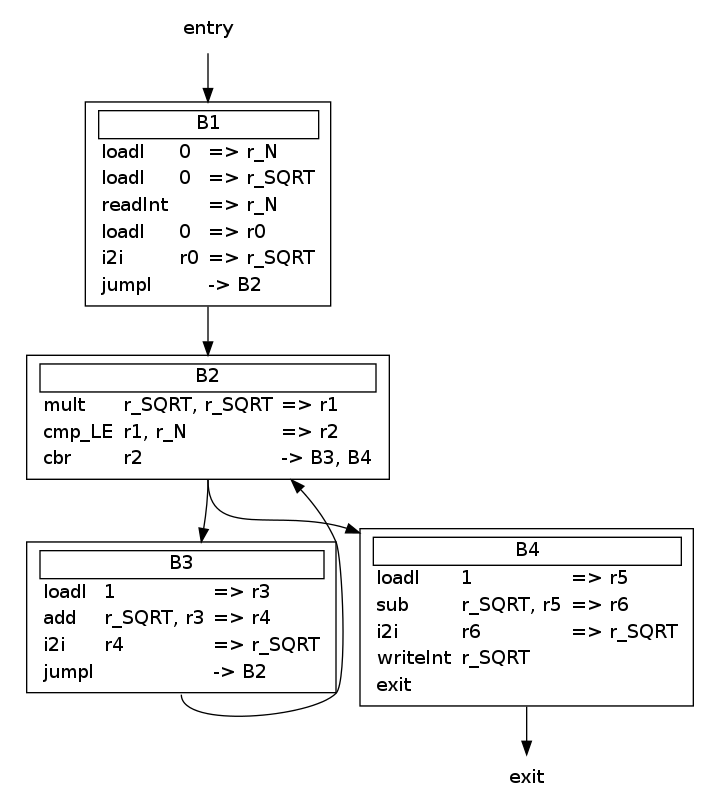 entry
B1
loadI 0 => r_N
loadI 0 => r_SQRT
readInt => r_N
loadI 0 => r0
i2i r0 => r_SQRT
jumpI -> B2
B2
mult r_SQRT, r_SQRT => r1
cmp_LE r1, r_N => r2
cbr r2 -> B3, B4
B3
loadI 1 => r3
add r_SQRT, r3 => r4
i2i r4 => r_SQRT
jumpI -> B2
B4
loadI 1 => r5
sub r_SQRT, r5 => r6
i2i r6 => r_SQRT
writeInt r_SQRT
exit
exit